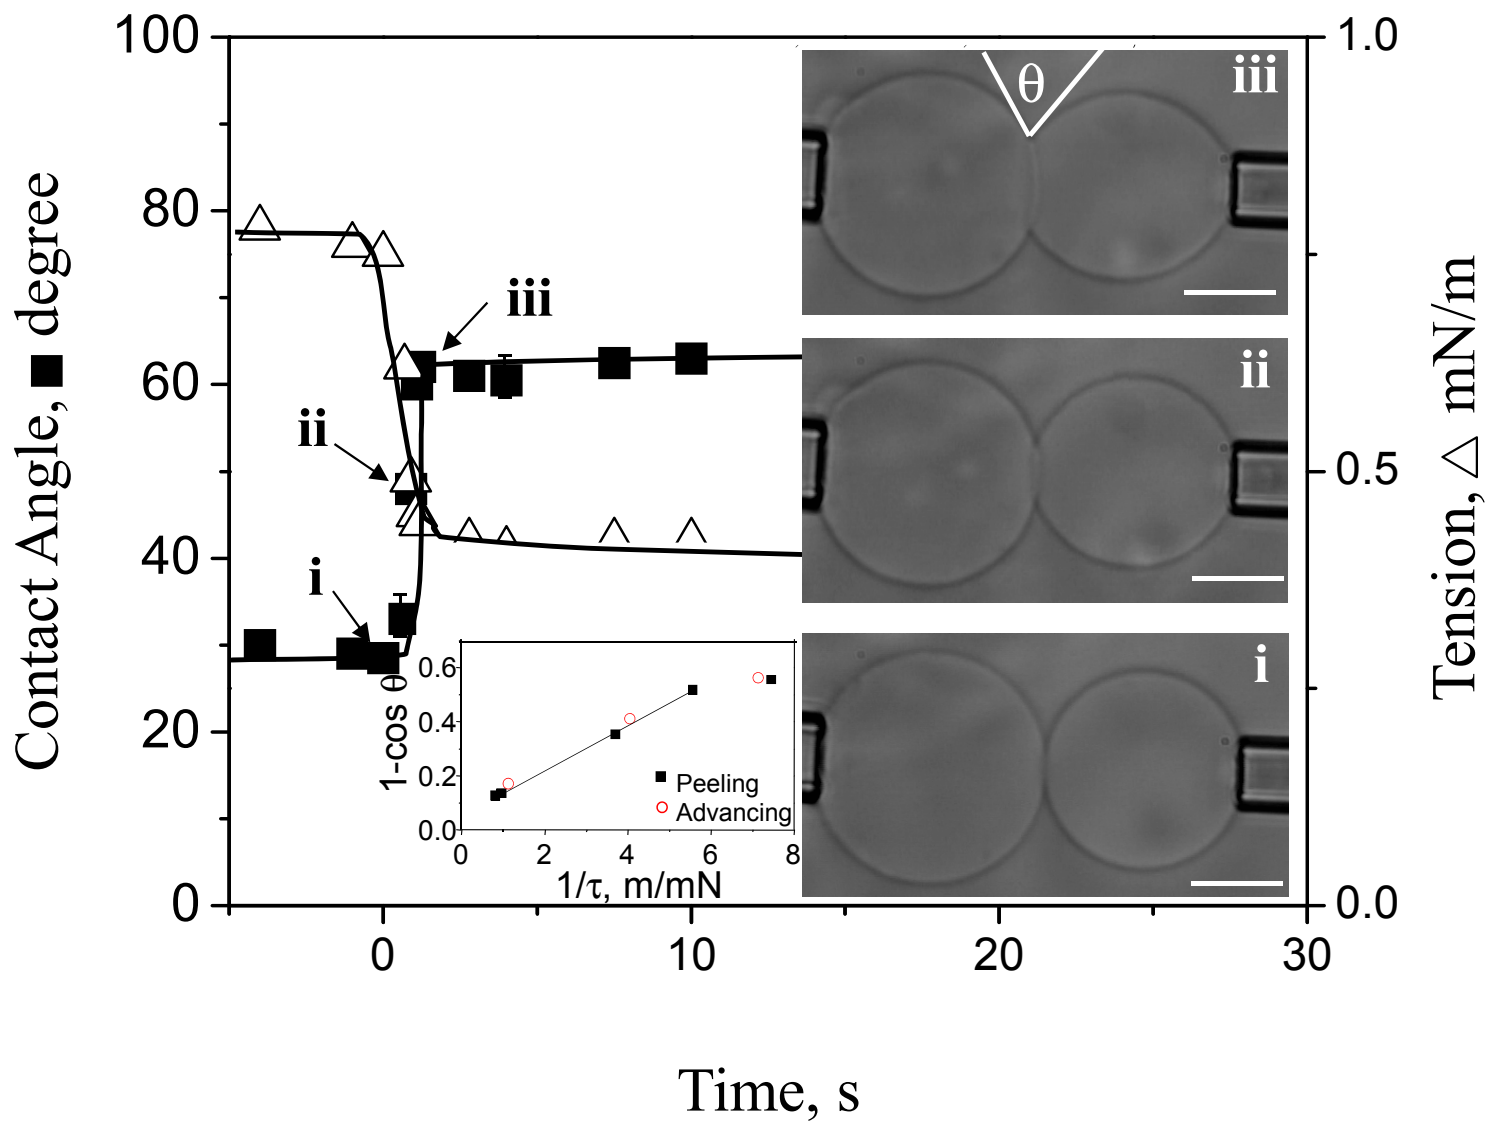 100
80
60
40
20
0
Contact Angle, ■ degree
0
10
20
30
Time, s
1.0
0.5
0.0
Tension, △ mN/m
iii
ii
i
θ
iii
ii
i
0.6
0.4
0.2
0.0
1-cos θ
0
2
4
6
8
1/τ, m/mN
■ Peeling
○ Advancing